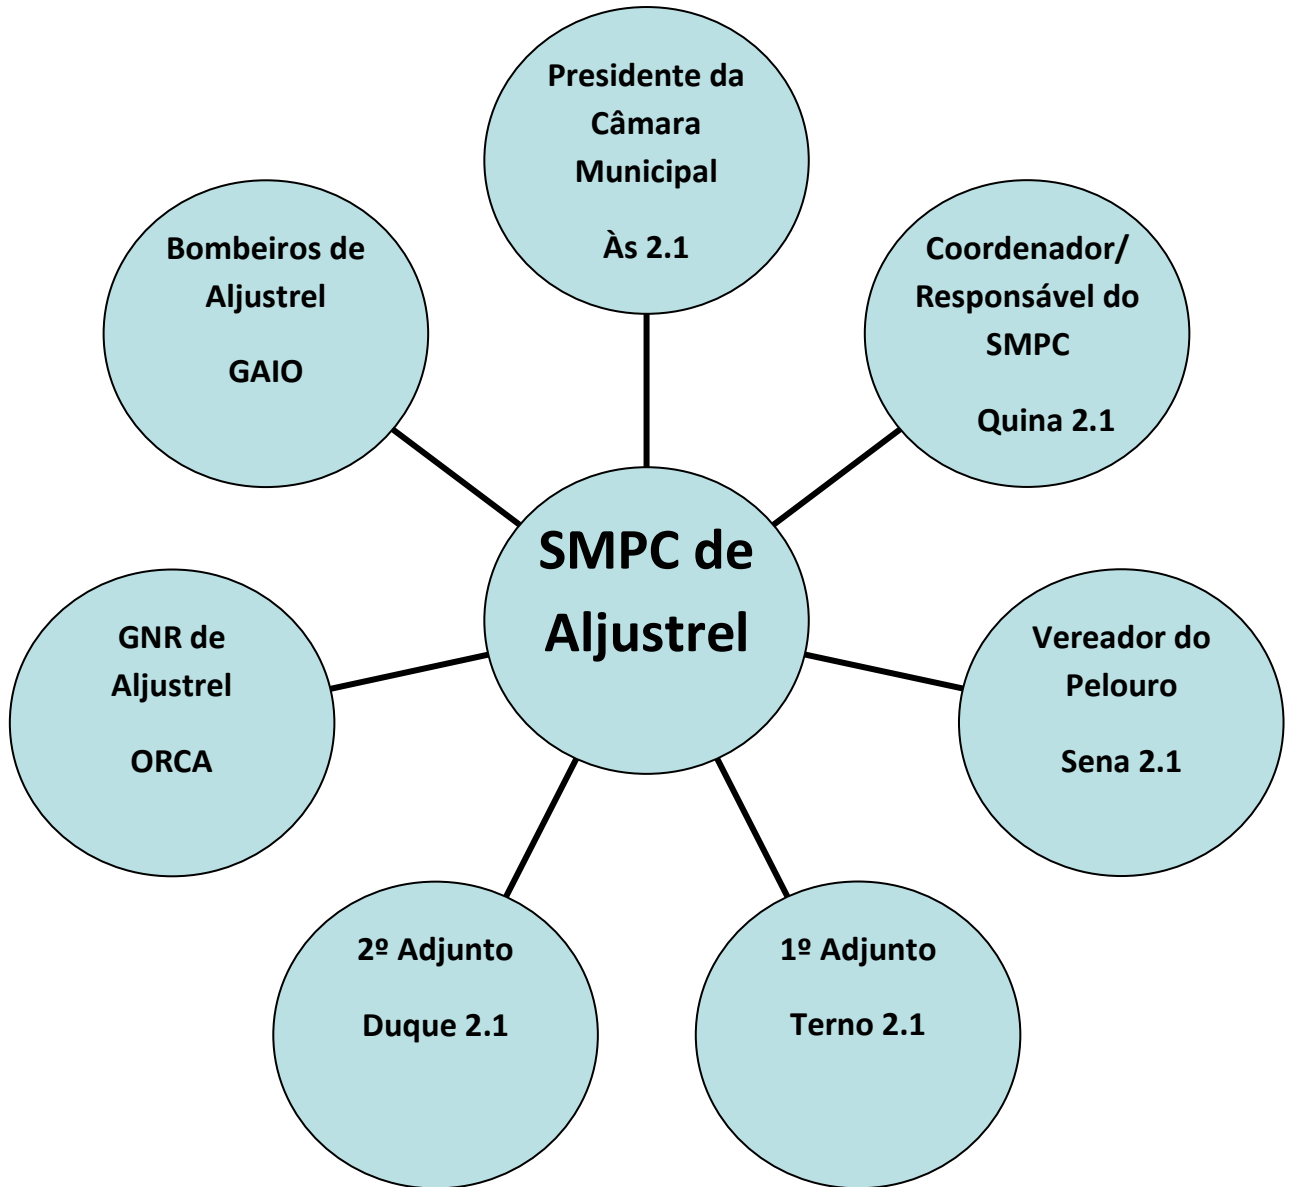 Presidente da
Câmara
Municipal
Às 2.1
Coordenador/
Responsável do
SMPC
Quina 2.1
Vereador do
Pelouro
Sena 2.1
1º Adjunto
Terno 2.1
2º Adjunto
Duque 2.1
GNR de
Aljustrel
ORCA
Bombeiros de
Aljustrel
GAIO
SMPC de
Aljustrel